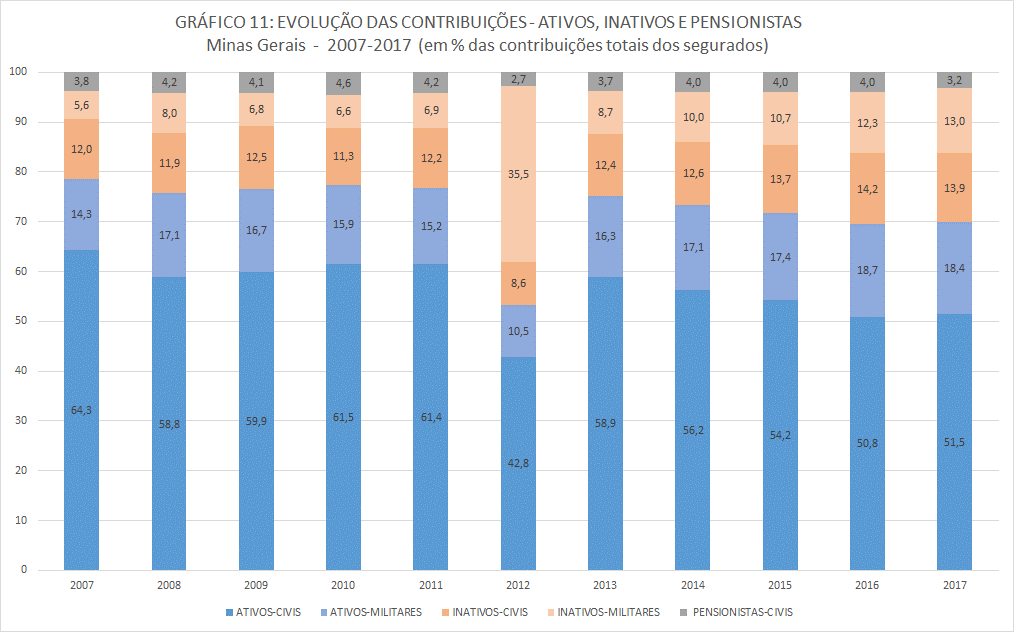 GRÁFICO 11: EVOLUÇÃO DAS CONTRIBUIÇÕES - ATIVOS, INATIVOS E PENSIONISTAS
Minas Gerais - 2007-2017 (em % das contribuições totais dos segurados)
100
90
80
70
60
50
40
30
20
10
0
3,8 4,2 4,1 4,6 4,2 2,7 3,7 4,0 4,0 4,0 3,2
5,6 8,0 6,8 6,6 6,9 35,5 8,7 10,0 10,7 12,3 13,0
12,0 11,9 12,5 11,3 12,2 8,6 12,4 12,6 13,7 14,2 13,9
14,3 17,1 16,7 15,9 15,2 10,5 16,3 17,1 17,4 18,7 18,4
64,3 58,8 59,9 61,5 61,4 42,8 58,9 56,2 54,2 50,8 51,5
2007 2008 2009 2010 2011 2012 2013 2014 2015 2016 2017
ATIVOS-CIVIS ATIVOS-MILITARES INATIVOS-CIVIS INATIVOS-MILITARES PENSIONISTAS-CIVIS